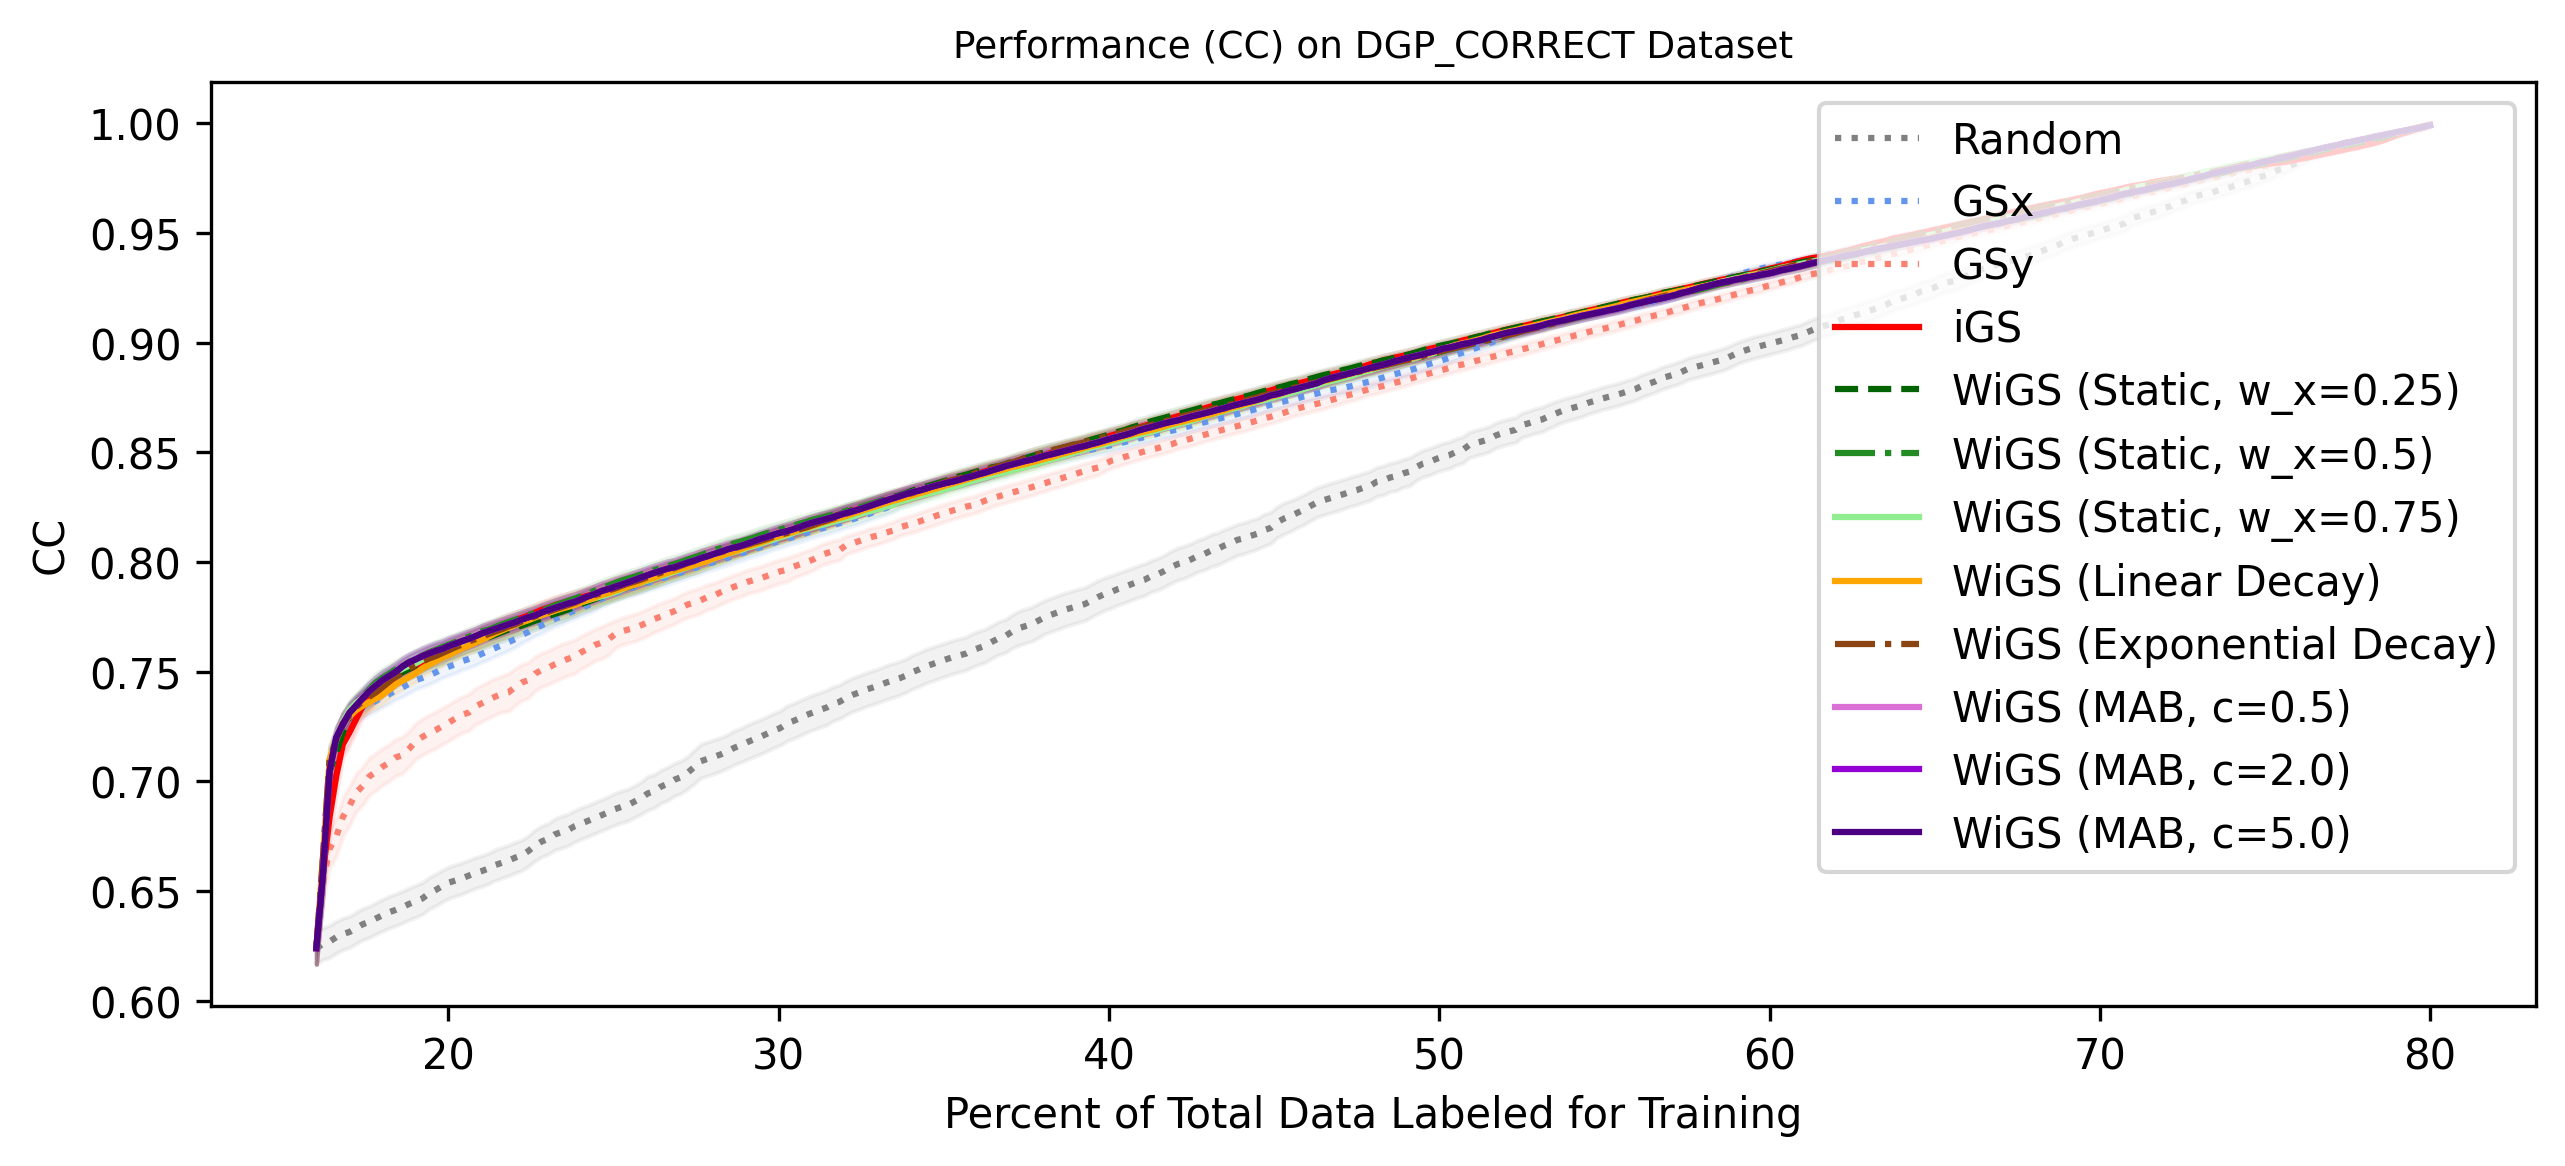 Performance (CC) on DGP_CORRECT Dataset
CC
1.00
0.95
0.90
0.85
0.80
0.75
0.70
0.65
0.60
Random
GSx
GSy
iGS
WiGS (Static, w_x=0.25)
WiGS (Static, w_x=0.5)
WiGS (Static, w_x=0.75)
WiGS (Linear Decay)
WiGS (Exponential Decay)
WiGS (MAB, c=0.5)
WiGS (MAB, c=2.0)
WiGS (MAB, c=5.0)
20 30 40 50 60 70 80
Percent of Total Data Labeled for Training